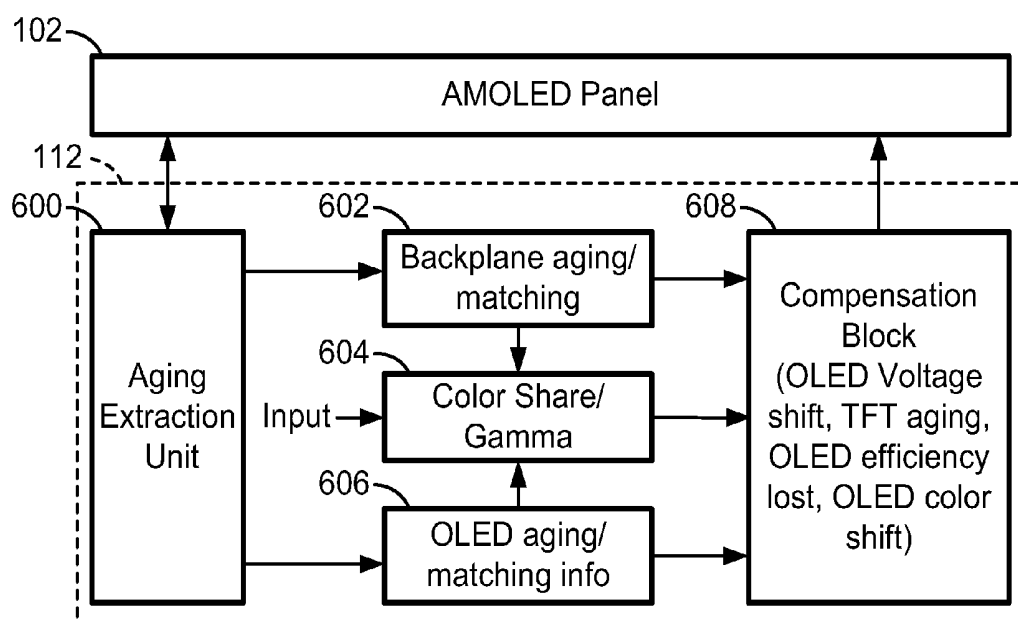 102
AMOLED Panel
112
600
602
608
Backplane aging/
matching
604
Aging
Extraction
Unit
Input
Color Share/
Gamma
606
OLED aging/
matching info
Compensation
Block
(OLED Voltage
shift, TFT aging,
OLED efficiency
lost, OLED color
shift)